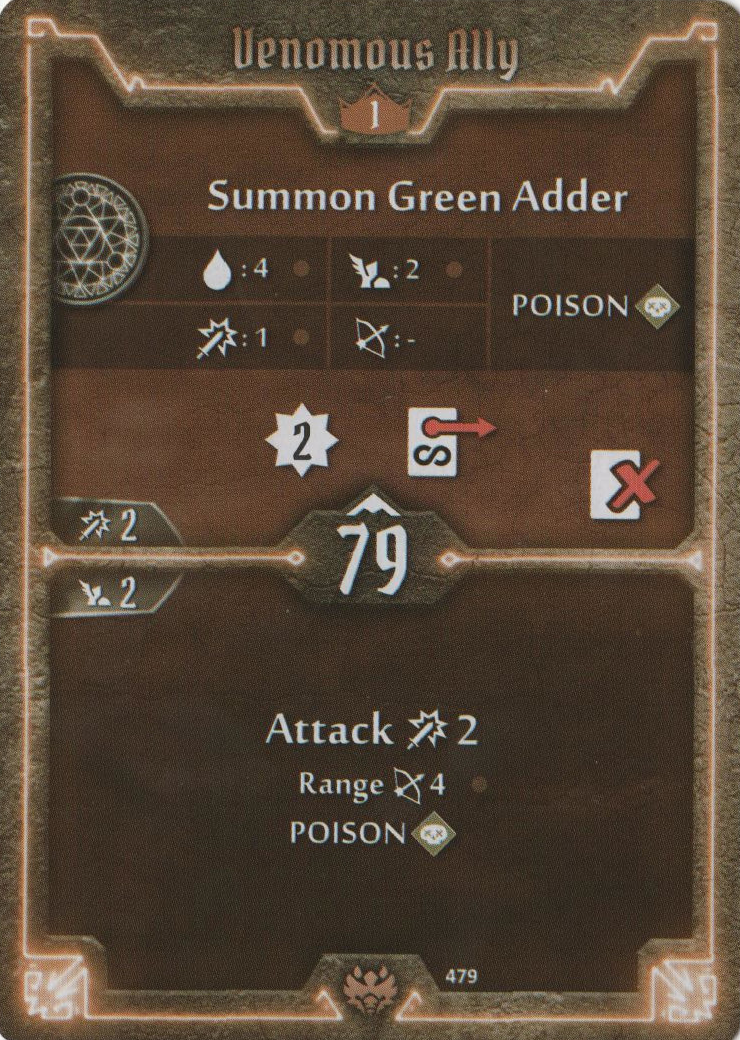 Venomous Ally
1
Summon Green Adder
:4 :2
POISON
:1 :-
2
2
79
2
Attack 2
Range 4
POISON
479